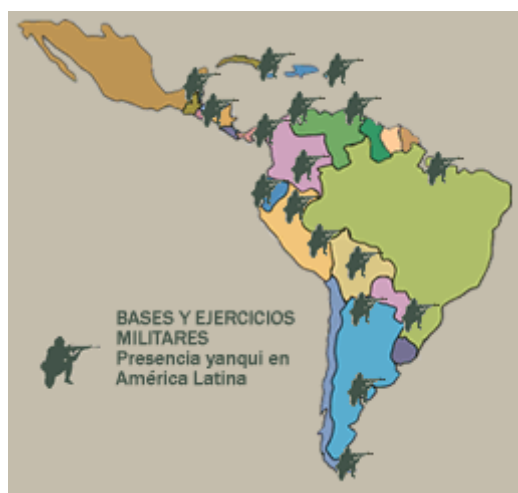 BASES Y EJERCICIOS
MILITARES
Presencia yanqui en
América Latina